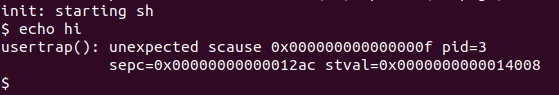 init: starting sh
$ echo hi
usertrap(): unexpected scause 0x000000000000000f pid=3
            sepc=0x00000000000012ac stval=0x0000000000014008
$